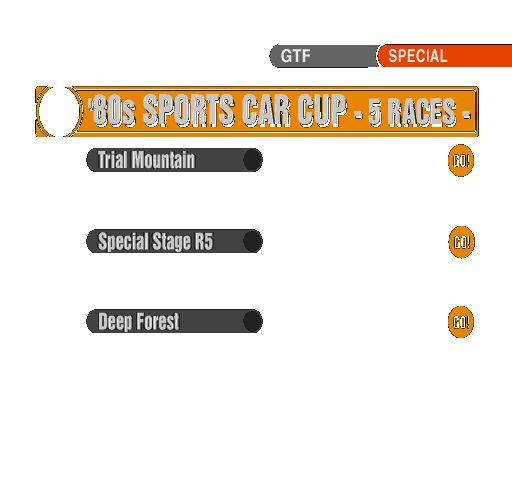 GTF SPECIAL
'80s SPORTS CAR CUP - 5 RACES -
Trial Mountain GO!
Special Stage R5 GO!
Deep Forest GO!